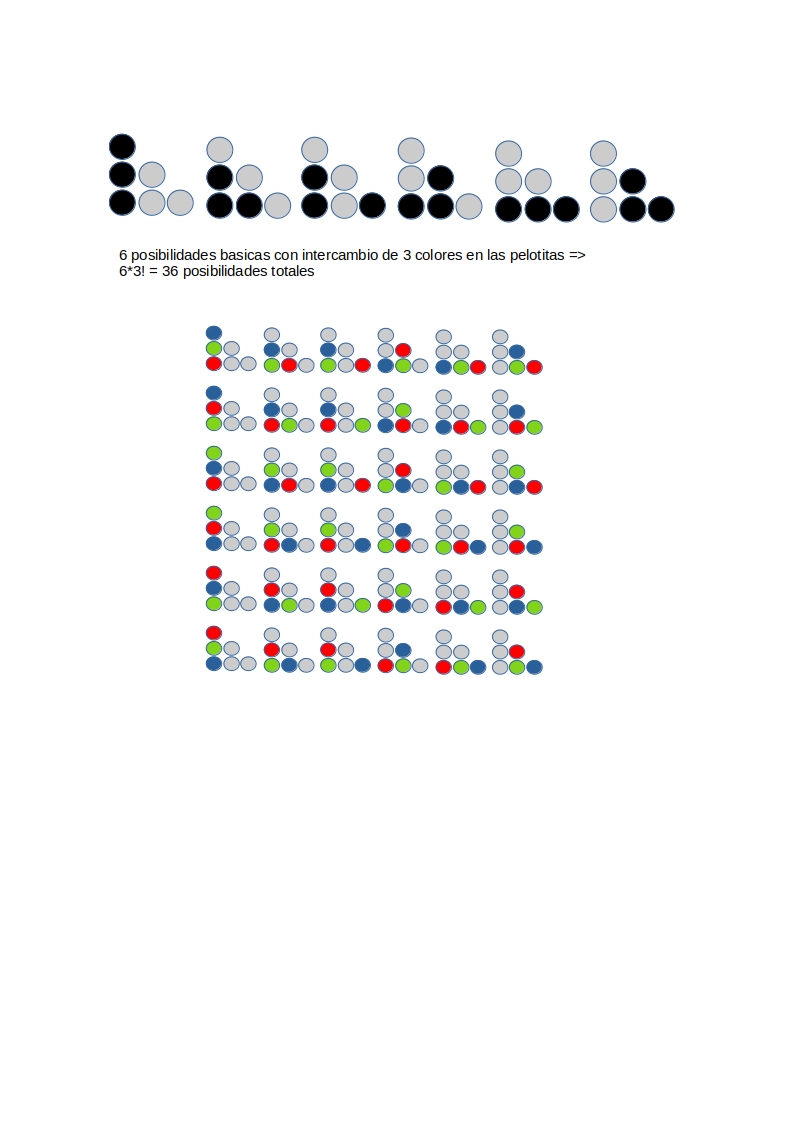 6 posibilidades basicas con intercambio de 3 colores en las pelotitas =>
6*3! = 36 posibilidades totales